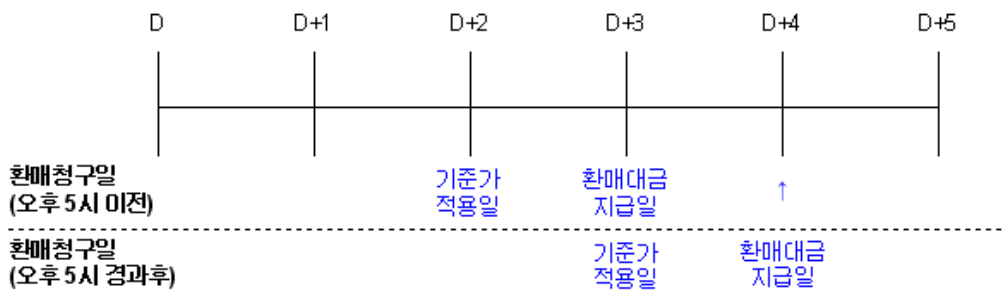 D D+1 D+2 D+3 D+4 D+5
환매청구일 기준가 환매대금 ↑
(오후 5시 이전) 적용일 지급일
환매청구일 기준가 환매대금
(오후 5시 경과후) 적용일 지급일